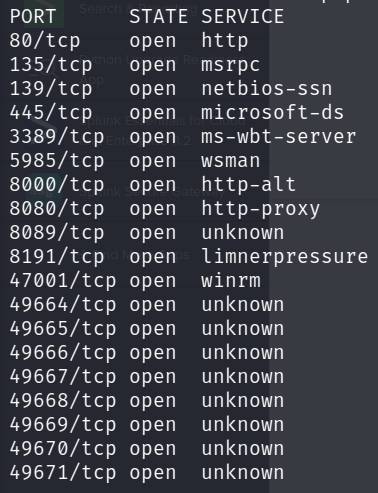 PORT STATE SERVICE
80/tcp open http
135/tcp open msrpc
139/tcp open netbios-ssn
445/tcp open microsoft-ds
3389/tcp open ms-wbt-server
5985/tcp open wsman
8000/tcp open http-alt
8080/tcp open http-proxy
8089/tcp open unknown
8191/tcp open limnerpressure
47001/tcp open winrm
49664/tcp open unknown
49665/tcp open unknown
49666/tcp open unknown
49667/tcp open unknown
49668/tcp open unknown
49669/tcp open unknown
49670/tcp open unknown
49671/tcp open unknown